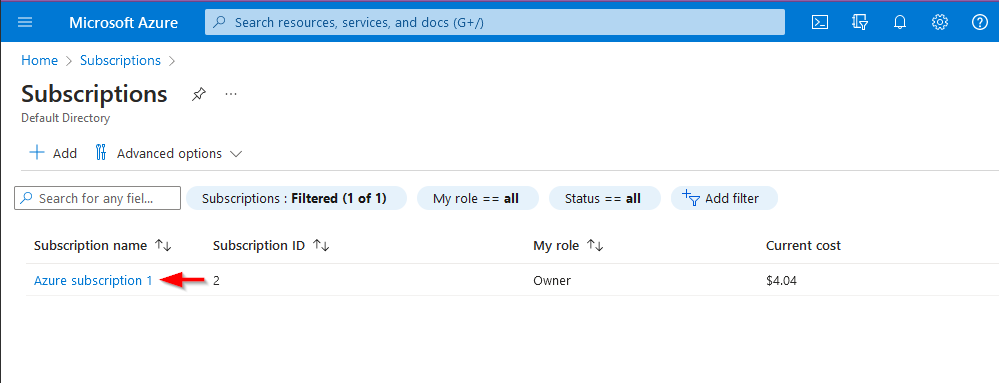 Microsoft Azure
Search resources, services, and docs (G+/)
Home > Subscriptions >
Subscriptions
Default Directory
Add
Advanced options
Search for any fiel...
Subscriptions : Filtered (1 of 1)
My role == all
Status == all
Add filter
Subscription name
Subscription ID
My role
Current cost
Azure subscription 1
2
Owner
$4.04